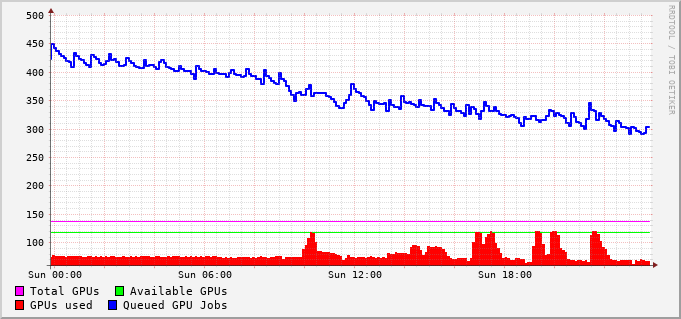 500
450
400
350
300
250
200
150
100
Sun 00:00 Sun 06:00 Sun 12:00 Sun 18:00
Total GPUs Available GPUs
GPUs used Queued GPU Jobs
RRDTOOL / TOBI OETIKER